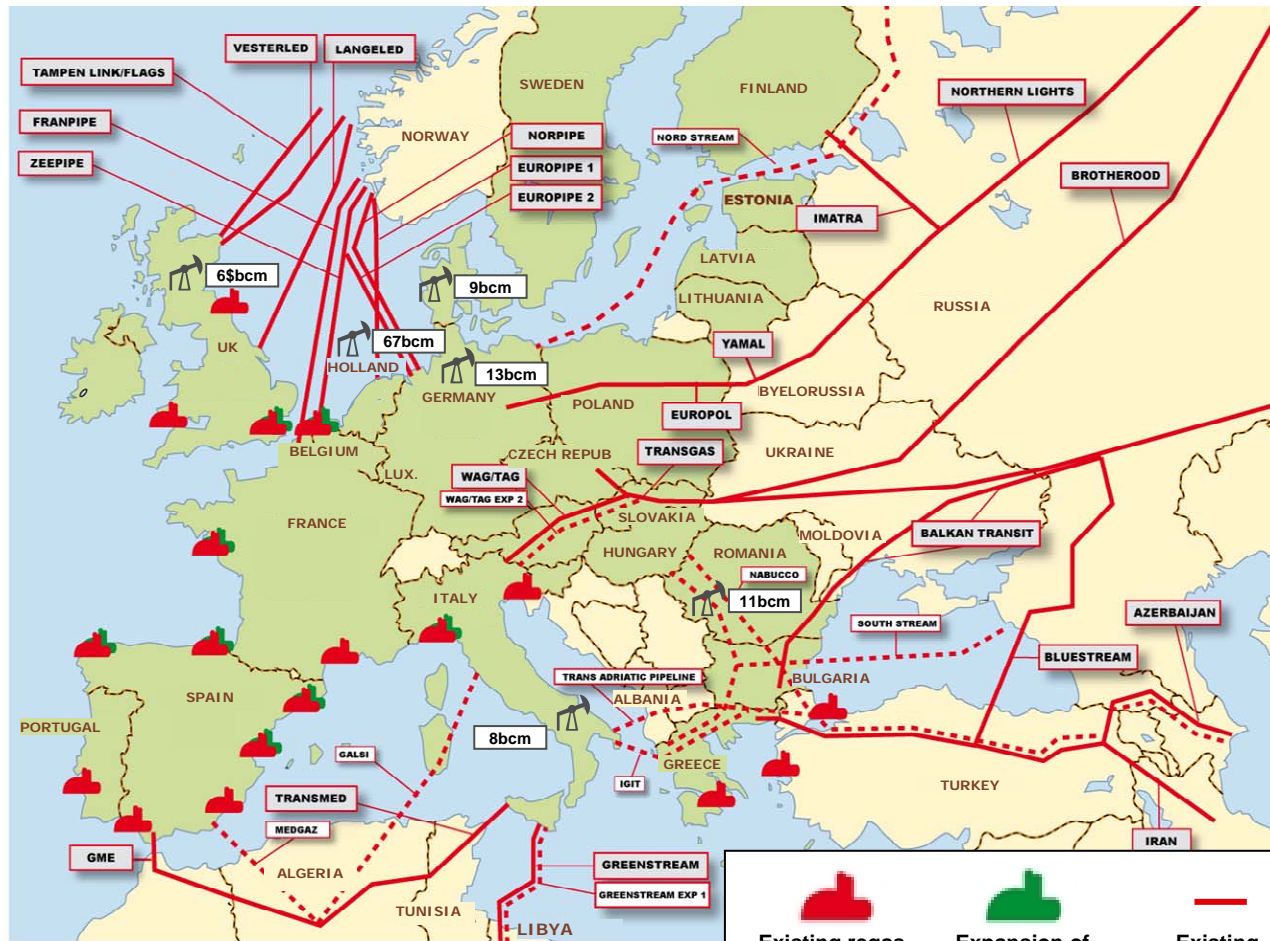 VESTERLED
LANGELED
TAMPEN LINK/FLAGS
SWEDEN
FINLAND
NORTHERN LIGHTS
FRANPIPE
NORWAY
NORPIPE
NORD STREAM
ZEEPIPE
EUROPIPE 1
BROTHEROOD
EUROPIPE 2
ESTONIA
IMATRA
LATVIA
6$bcm
9bcm
LITHUANIA
RUSSIA
UK
67bcm
YAMAL
HOLLAND
13bcm
GERMANY
POLAND
BYELORUSSIA
EUROPOL
BELGIUM
CZECH REPUB
TRANSGAS
UKRAINE
LUX.
WAG/TAG
WAG/TAG EXP 2
FRANCE
SLOVAKIA
MOLDOVIA
BALKAN TRANSIT
HUNGARY
ROMANIA
NABUCCO
ITALY
11bcm
AZERBAIJAN
SOUTH STREAM
BLUESTREAM
TRANS ADRIATIC PIPELINE
BULGARIA
SPAIN
ALBANIA
PORTUGAL
8bcm
GALSI
GREECE
IGIT
TURKEY
TRANSMED
MEDGAZ
IRAN
GME
ALGERIA
GREENSTREAM
GREENSTREAM EXP 1
TUNISIA
LIBYA
Existing regas
Expansion of
Existing